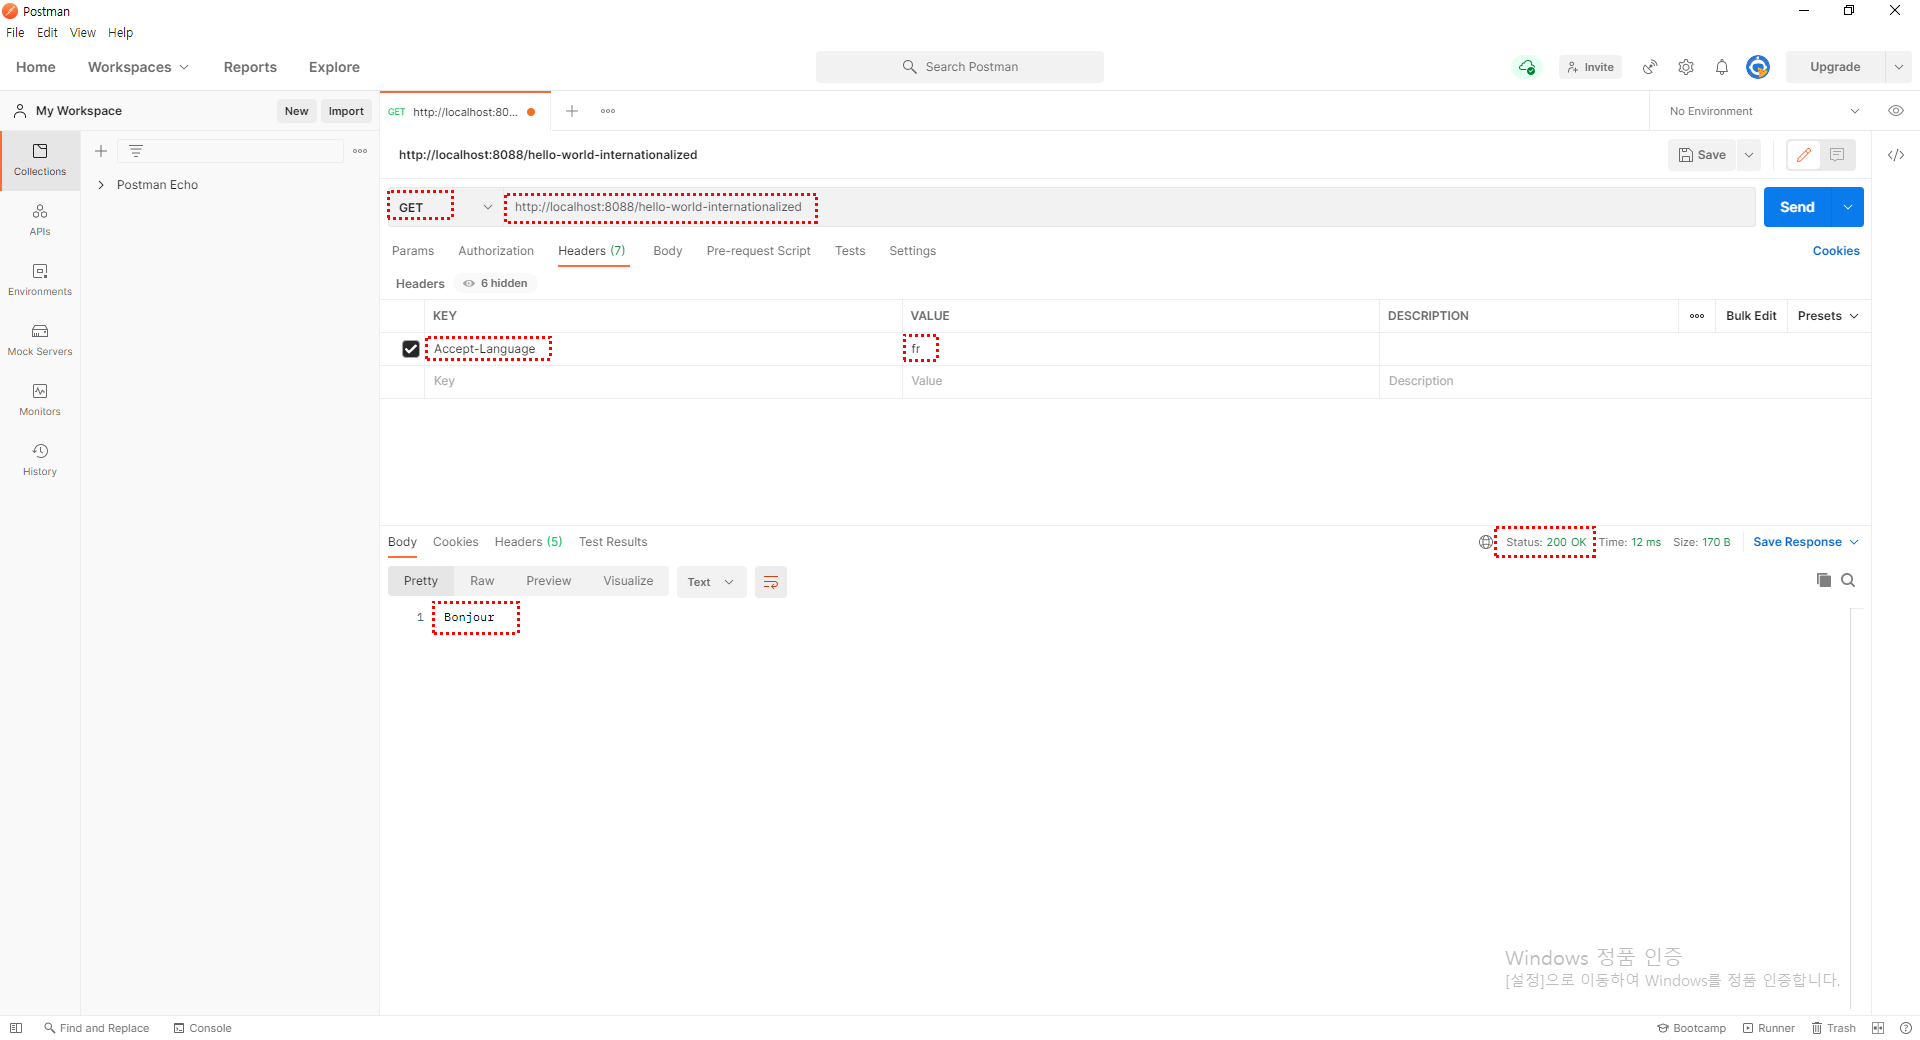 Postman
File Edit View Help
Home Workspaces Reports Explore Search Postman Invite Upgrade
My Workspace New Import GET http://localhost:80... No Environment
http://localhost:8088/hello-world-internationalized Save
Collections
Postman Echo
GET http://localhost:8088/hello-world-internationalized Send
APIs
Params Authorization Headers (7) Body Pre-request Script Tests Settings Cookies
Headers 6 hidden
Environments
KEY VALUE DESCRIPTION Bulk Edit Presets
Mock Servers
Accept-Language fr
Key Value Description
Monitors
History
Body Cookies Headers (5) Test Results Status: 200 OK Time: 12 ms Size: 170 B Save Response
Pretty Raw Preview Visualize Text
1 Bonjour
Windows 정품 인증
[설정]으로 이동하여 Windows를 정품 인증합니다.
Find and Replace Console Bootcamp Runner Trash